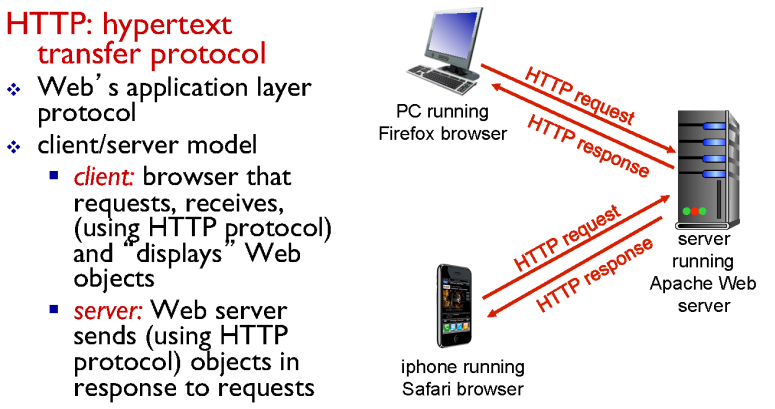 HTTP: hypertext
transfer protocol
❖ Web’s application layer
protocol
❖ client/server model
▪ client: browser that
requests, receives,
(using HTTP protocol)
and “displays” Web
objects
▪ server: Web server
sends (using HTTP
protocol) objects in
response to requests
PC running
Firefox browser
HTTP request
HTTP response
HTTP request
HTTP response
server
running
Apache Web
server
iphone running
Safari browser